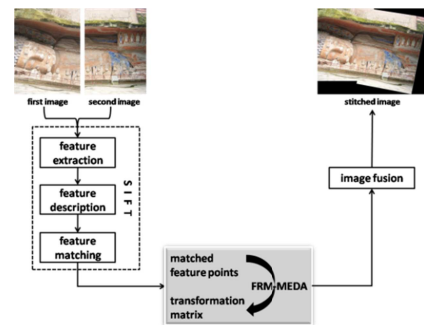 first image
second image
stitched image
feature
extraction
feature
description
feature
matching
SIFT
image fusion
matched
feature points
FRM-MEDA
transformation
matrix